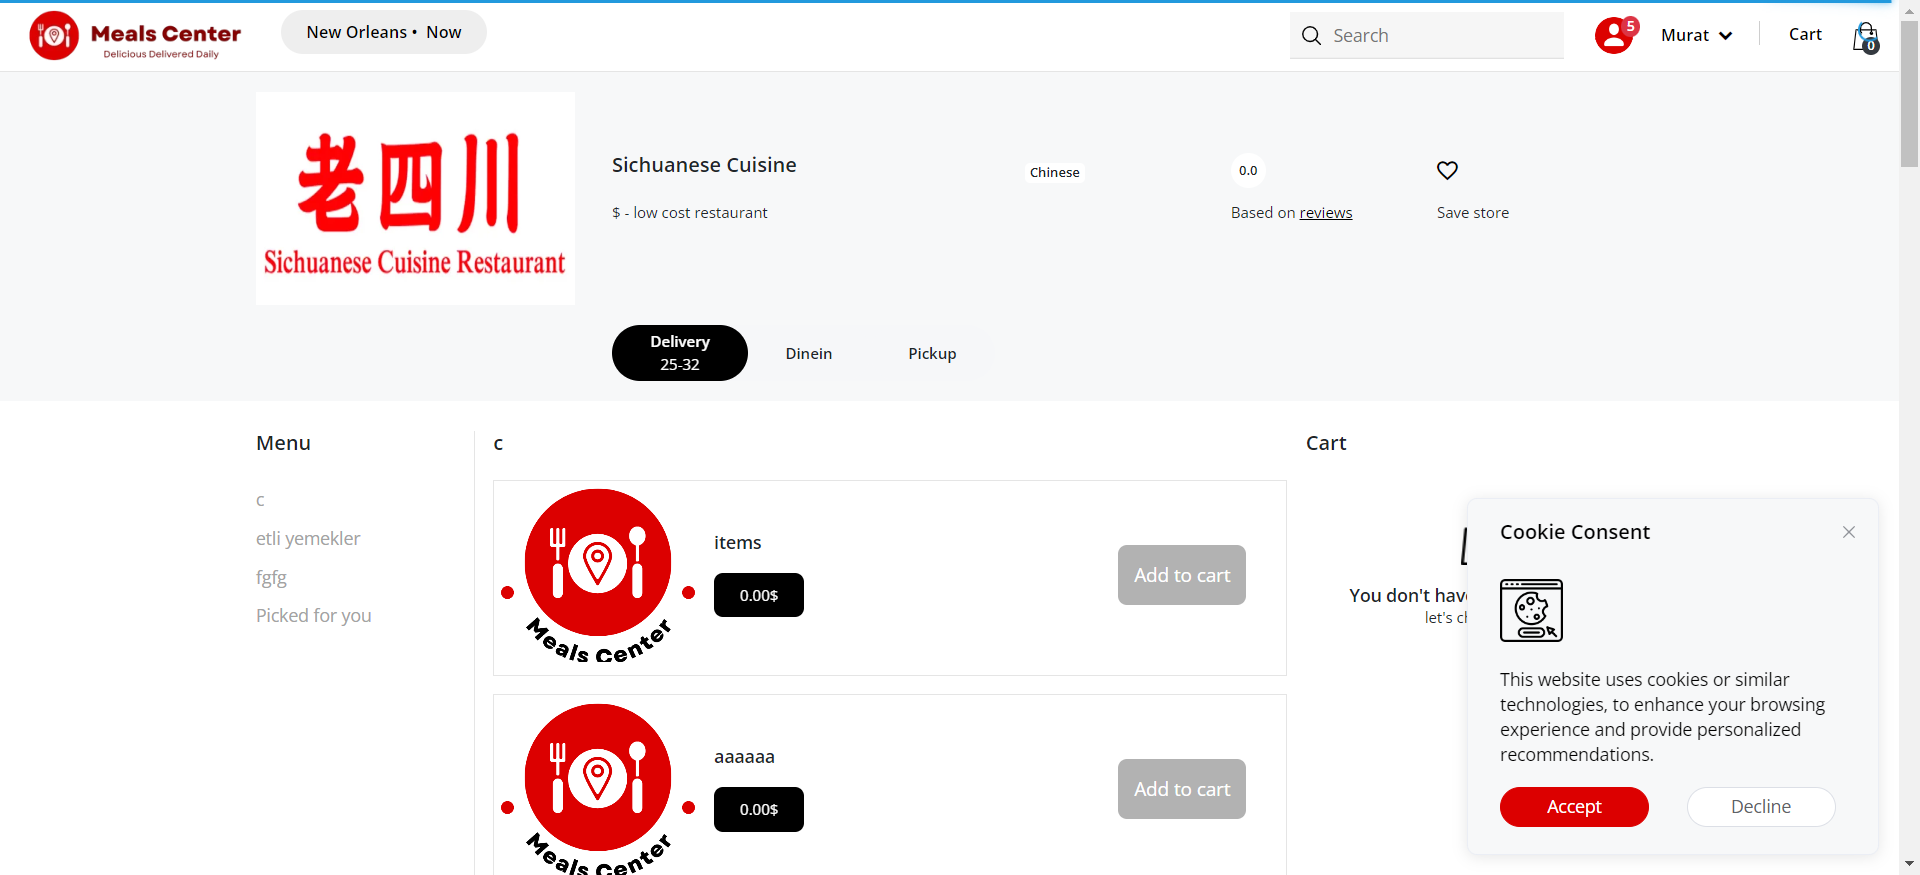 Meals Center
Delicious Delivered Daily
New Orleans • Now
Search
5
Murat
Cart
0
老四川
Sichuanese Cuisine Restaurant
Sichuanese Cuisine
$ - low cost restaurant
Chinese
0.0
Based on reviews
Save store
Delivery
25-32
Dinein
Pickup
Menu
c
etli yemekler
fgfg
Picked for you
c
Meals Center
items
0.00$
Add to cart
Meals Center
aaaaaa
0.00$
Add to cart
Cart
You don't have
let's
Cookie Consent
This website uses cookies or similar
technologies, to enhance your browsing
experience and provide personalized
recommendations.
Accept
Decline